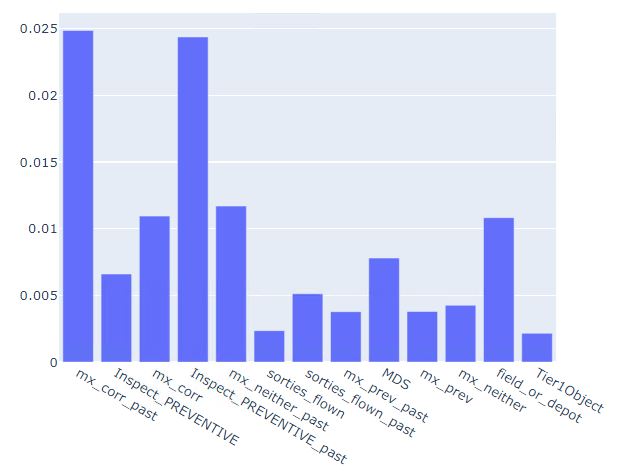 0.025
0.02
0.015
0.01
0.005
0
mx_corr_past
Inspect_PREVENTIVE
mx_corr
Inspect_PREVENTIVE_past
mx_neither_past
sorties_flown
sorties_flown_past
mx_prev_past
MDS
mx_prev
mx_neither
field_or_depot
Tier1Object